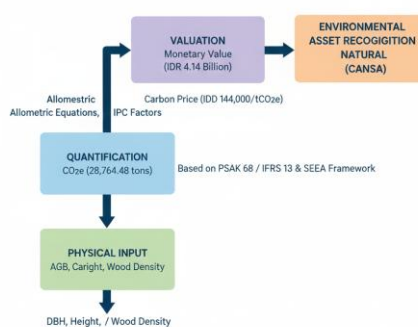 VALUATION
Monetary Value
(IDR 4.14 Billion)
ENVIRONMENTAL
ASSET RECOGIGITION
NATURAL
(CANSA)
Allomestric
Allometric Equations, IPC Factors
Carbon Price (IDD 144,000/tCO2e)
QUANTIFICATION
CO2e (28,764.48 tons)
Based on PSAK 68 / IFRS 13 & SEEA Framework
PHYSICAL INPUT
AGB, Caright, Wood Density
DBH, Height, / Wood Density